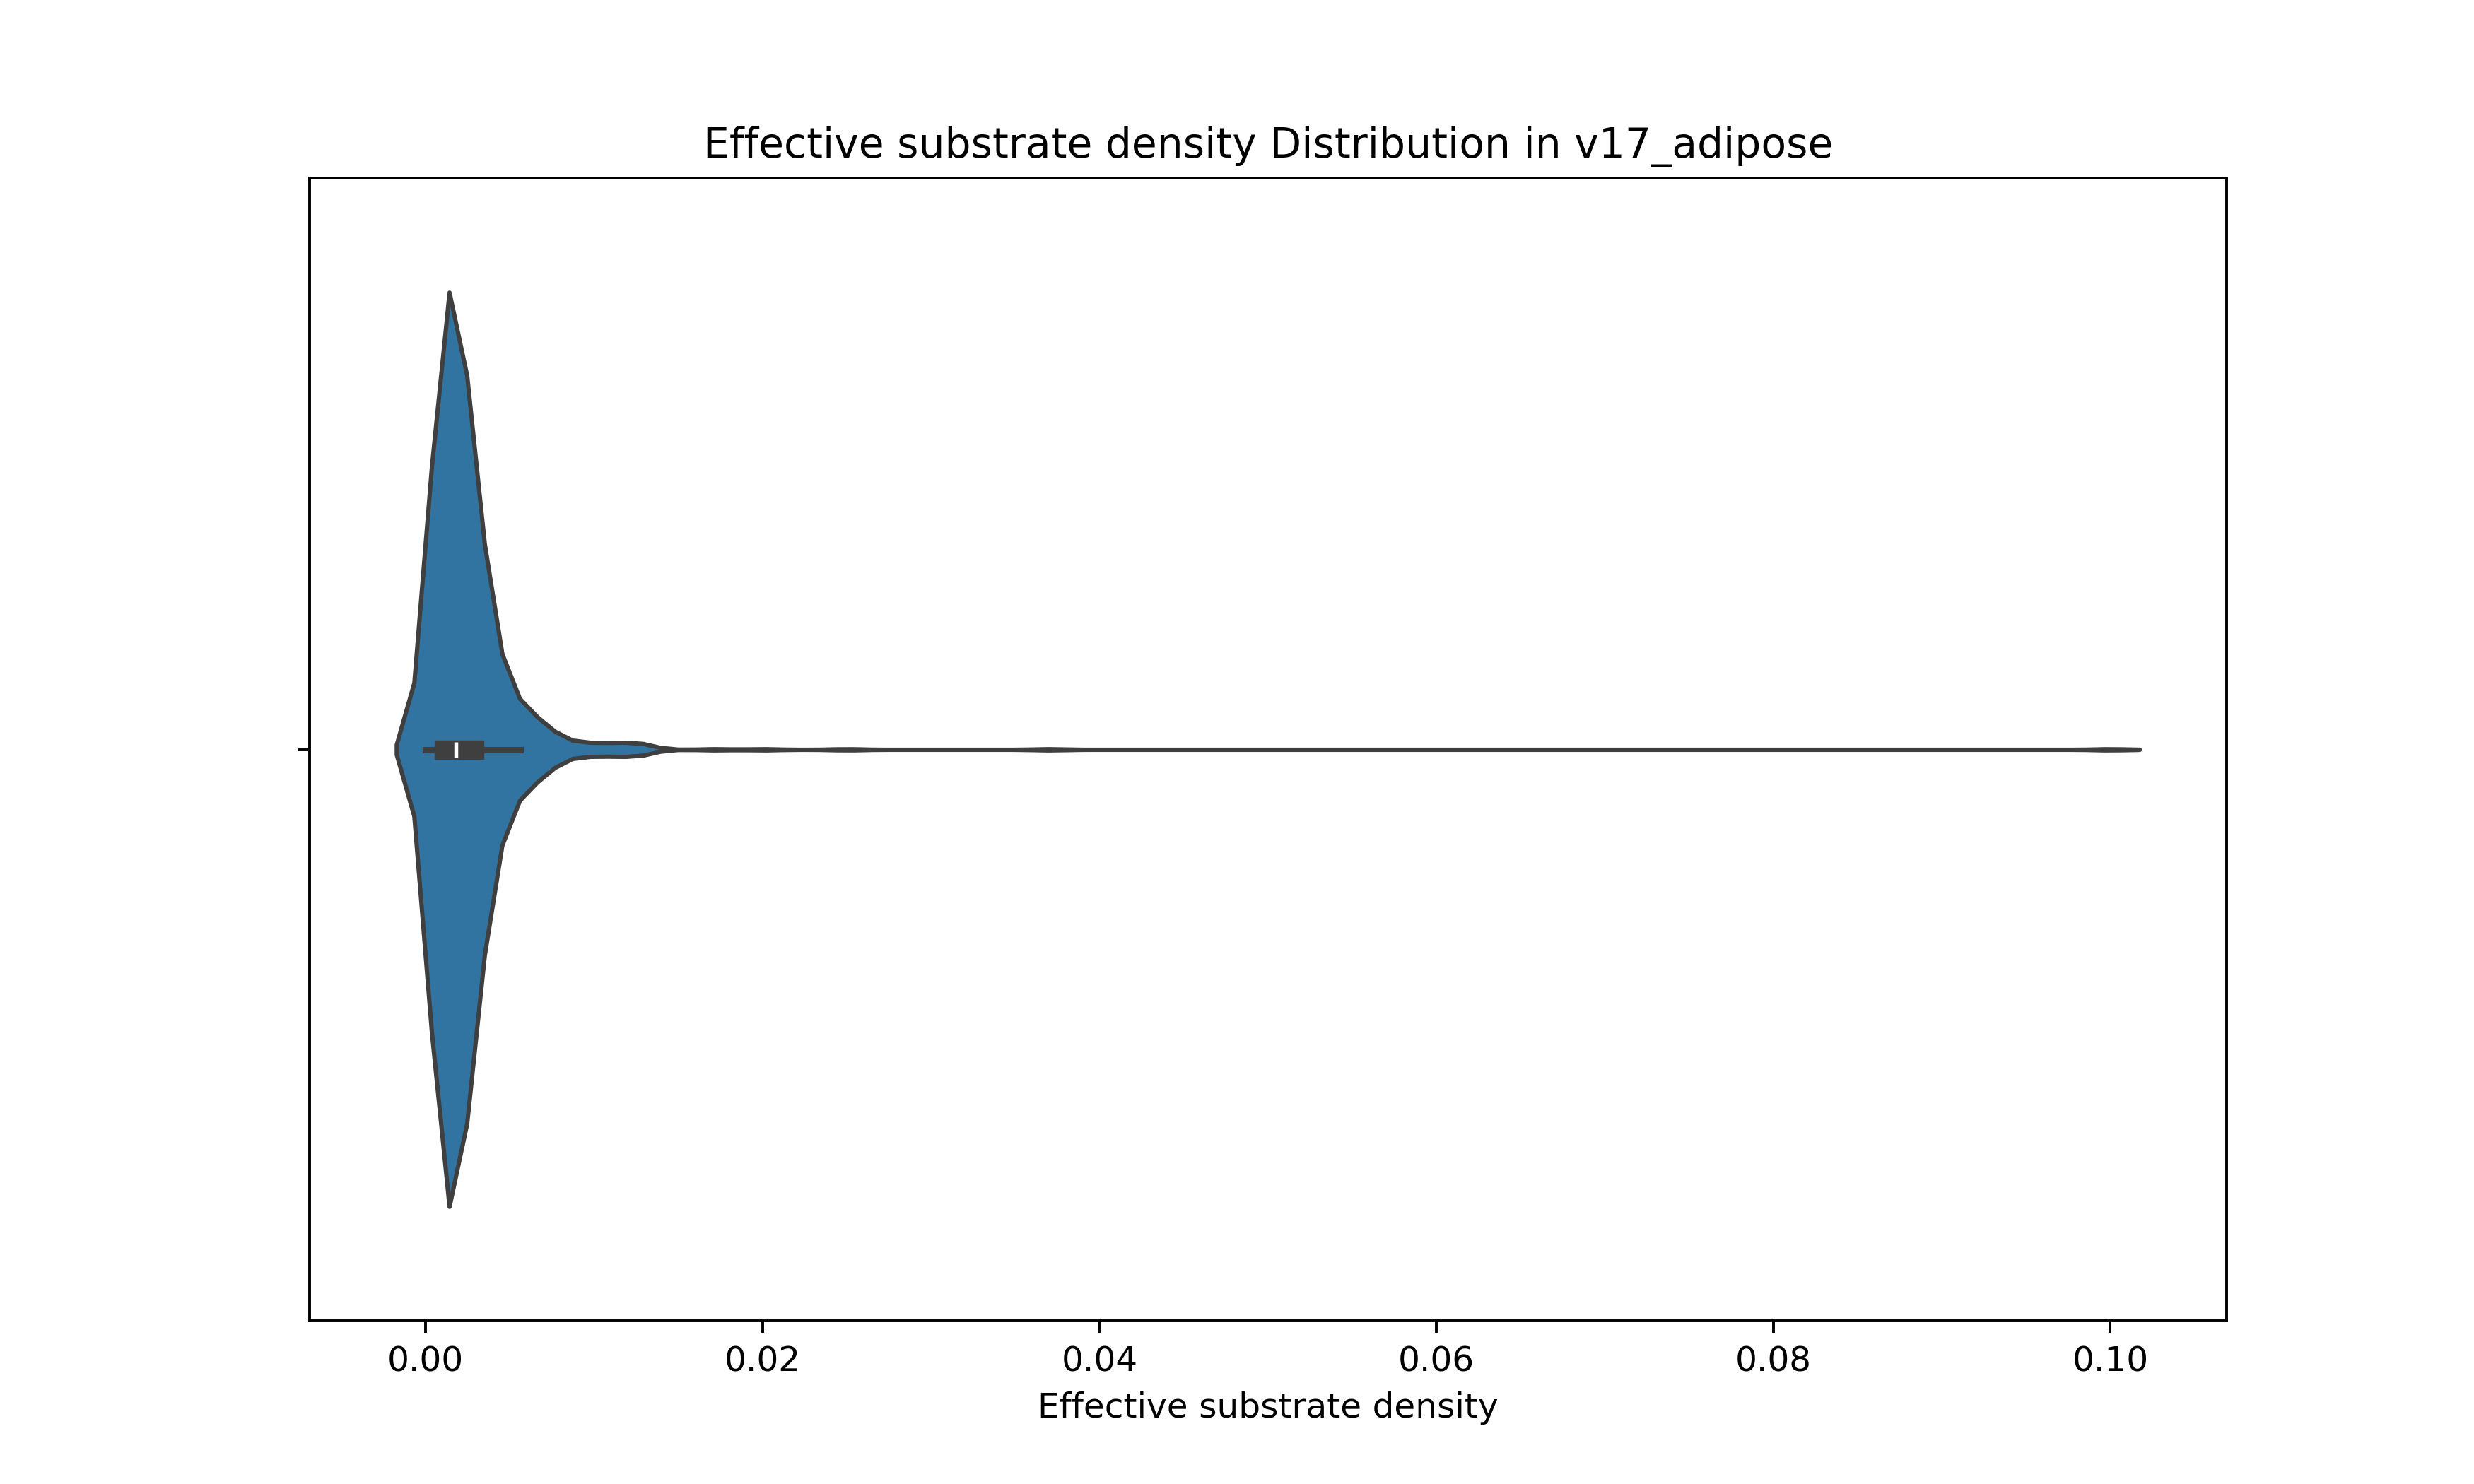 Effective substrate density Distribution in v17_adipose
0.00 0.02 0.04 0.06 0.08 0.10
Effective substrate density